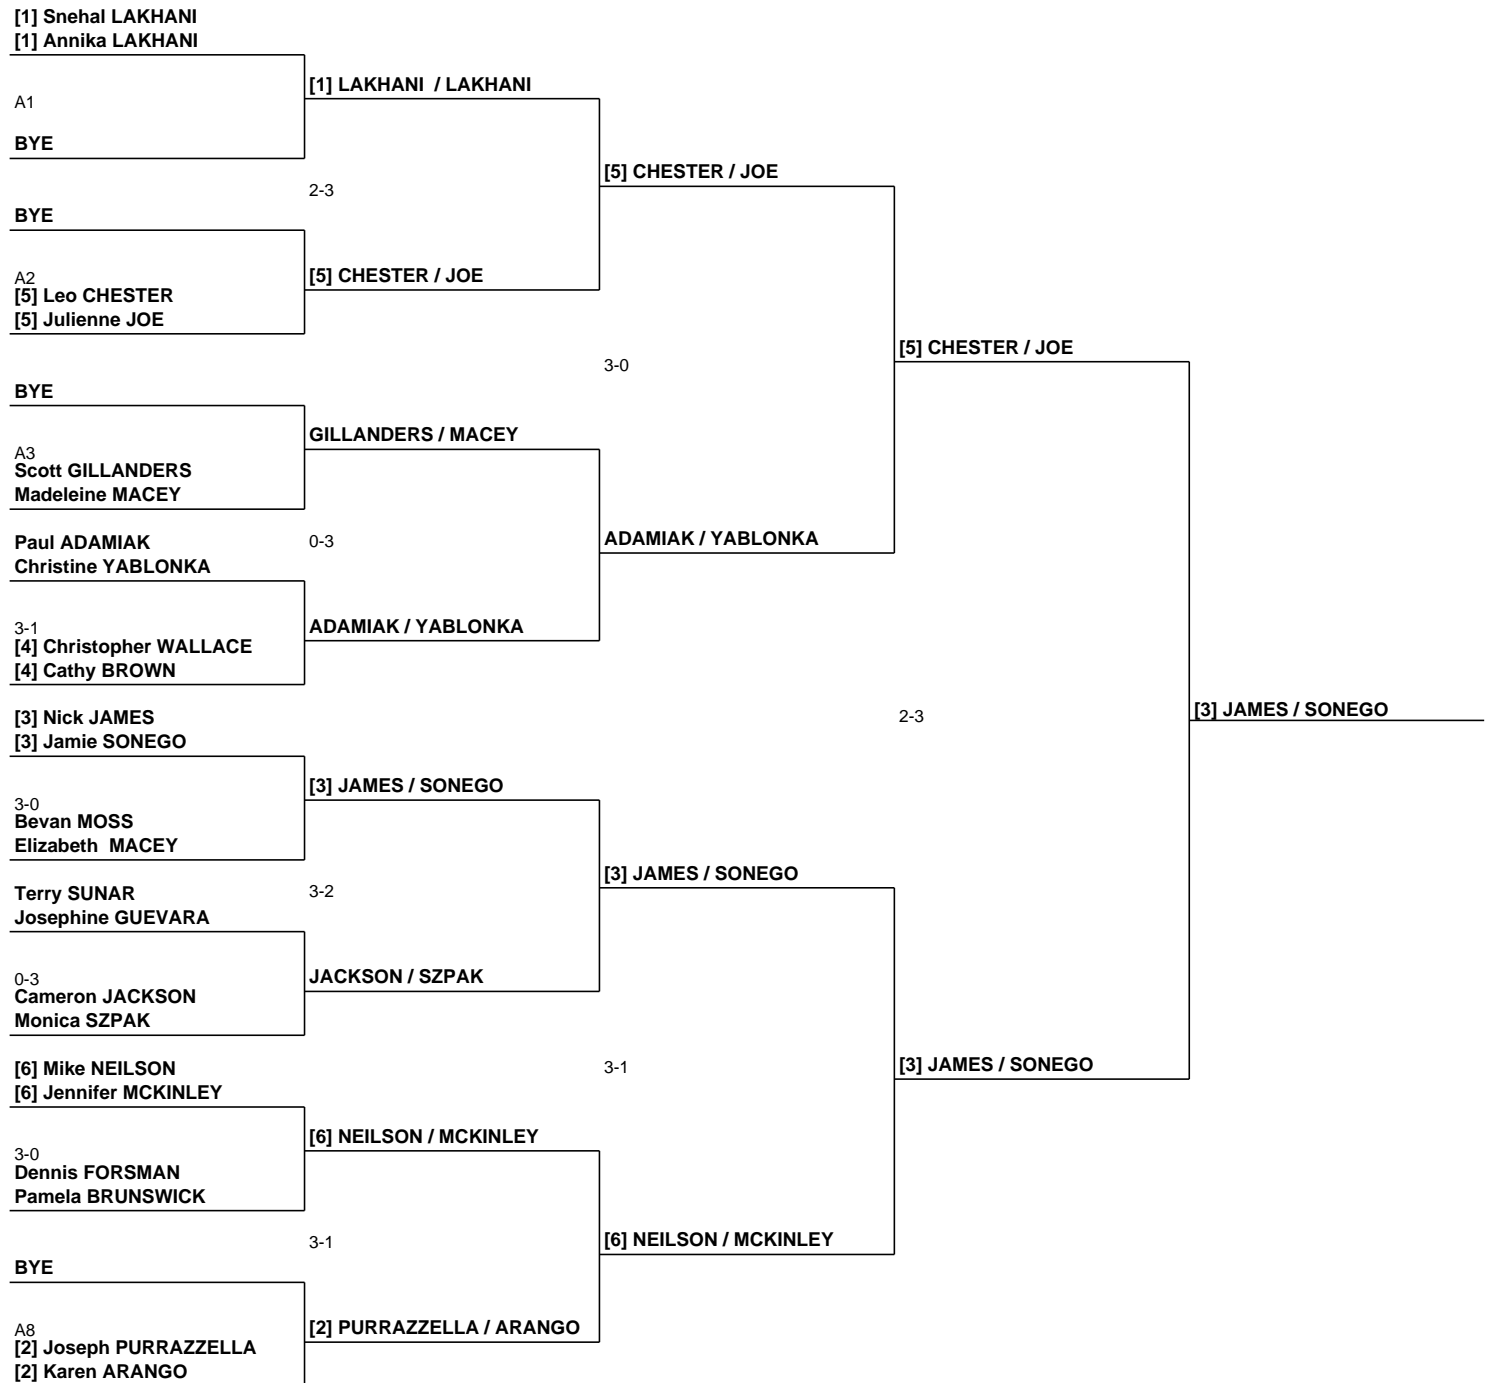 [1] Snehal LAKHANI
[1] Annika LAKHANI
[1] LAKHANI / LAKHANI
A1
BYE
[5] CHESTER / JOE
2-3
BYE
A2
[5] CHESTER / JOE
[5] Leo CHESTER
[5] Julienne JOE
[5] CHESTER / JOE
3-0
BYE
GILLANDERS / MACEY
A3
Scott GILLANDERS
Madeleine MACEY
Paul ADAMIAK
0-3
ADAMIAK / YABLONKA
Christine YABLONKA
3-1
ADAMIAK / YABLONKA
[4] Christopher WALLACE
[4] Cathy BROWN
[3] Nick JAMES
2-3
[3] JAMES / SONEGO
[3] Jamie SONEGO
[3] JAMES / SONEGO
3-0
Bevan MOSS
Elizabeth MACEY
[3] JAMES / SONEGO
Terry SUNAR
3-2
Josephine GUEVARA
0-3
JACKSON / SZPAK
Cameron JACKSON
Monica SZPAK
[6] Mike NEILSON
3-1
[3] JAMES / SONEGO
[6] Jennifer MCKINLEY
[6] NEILSON / MCKINLEY
3-0
Dennis FORSMAN
Pamela BRUNSWICK
3-1
[6] NEILSON / MCKINLEY
BYE
A8
[2] PURRAZZELLA / ARANGO
[2] Joseph PURRAZZELLA
[2] Karen ARANGO